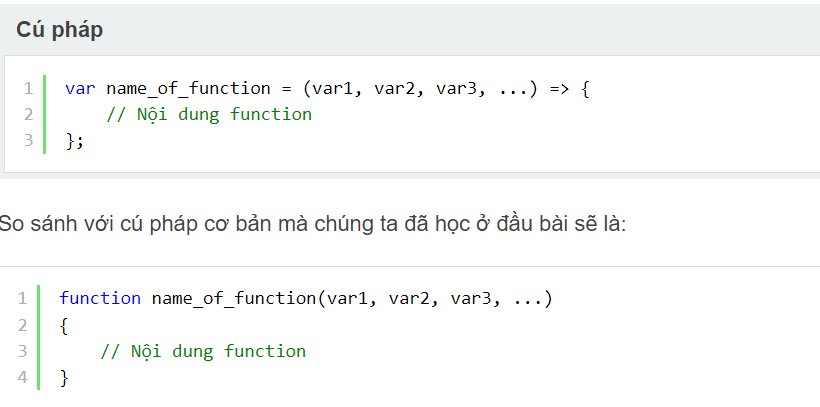 Cú pháp
1 var name_of_function = (var1, var2, var3, ...) => {
2     // Nội dung function
3 };
So sánh với cú pháp cơ bản mà chúng ta đã học ở đầu bài sẽ là:
1 function name_of_function(var1, var2, var3, ...)
2 {
3     // Nội dung function
4 }